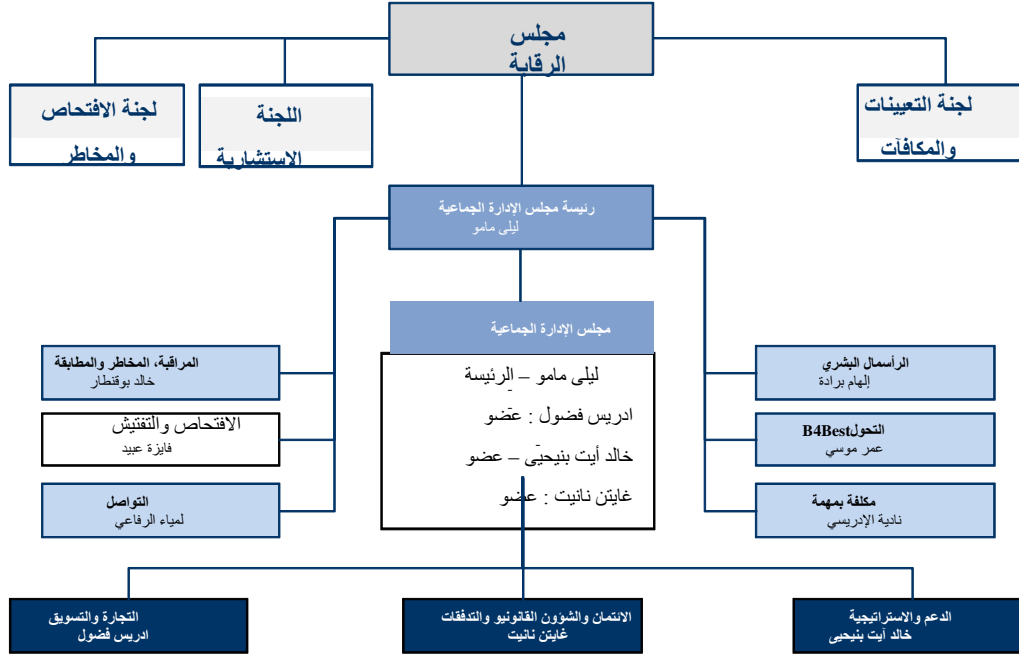 مجلس
الرقابة
لجنة التعيينات
والمكافآت
اللجنة
الاستشارية
لجنة الافتحاص
والمخاطر
رئيسة مجلس الإدارة الجماعية
ليلى مامو
مجلس الإدارة الجماعية
ليلى مامو – الرئيسة
ادريس فضول : عضو
خالد أيت بنيحيى – عضو
غايتن نانيت : عضو
الرأسمال البشري
إلهام برادة
التحولB4Best
عمر موسي
مكلفة بمهمة
نادية الإدريسي
المراقبة، المخاطر والمطابقة
خالد بوقنطار
الافتحاص والتفتيش
فايزة عبيد
التواصل
لمياء الرفاعي
الدعم والاستراتيجية
خالد آيت بنيحيى
الائتمان والشؤون القانونيو والتدفقات
غايتن نانيت
التجارة والتسويق
ادريس فضول